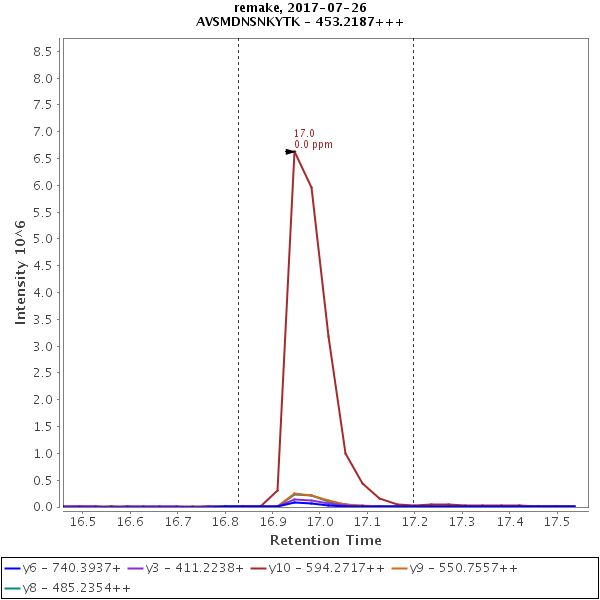 remake, 2017-07-26
AVSMDNSNKYTK - 453.2187+++
8.5
8.0
7.5
7.0
6.5
6.0
5.5
5.0
4.5
4.0
3.5
3.0
2.5
2.0
1.5
1.0
0.5
0.0
Intensity 10^6
17.0
0.0 ppm
16.5 16.6 16.7 16.8 16.9 17.0 17.1 17.2 17.3 17.4 17.5
Retention Time
y6 - 740.3937+ y3 - 411.2238+ y10 - 594.2717++ y9 - 550.7557++
y8 - 485.2354++